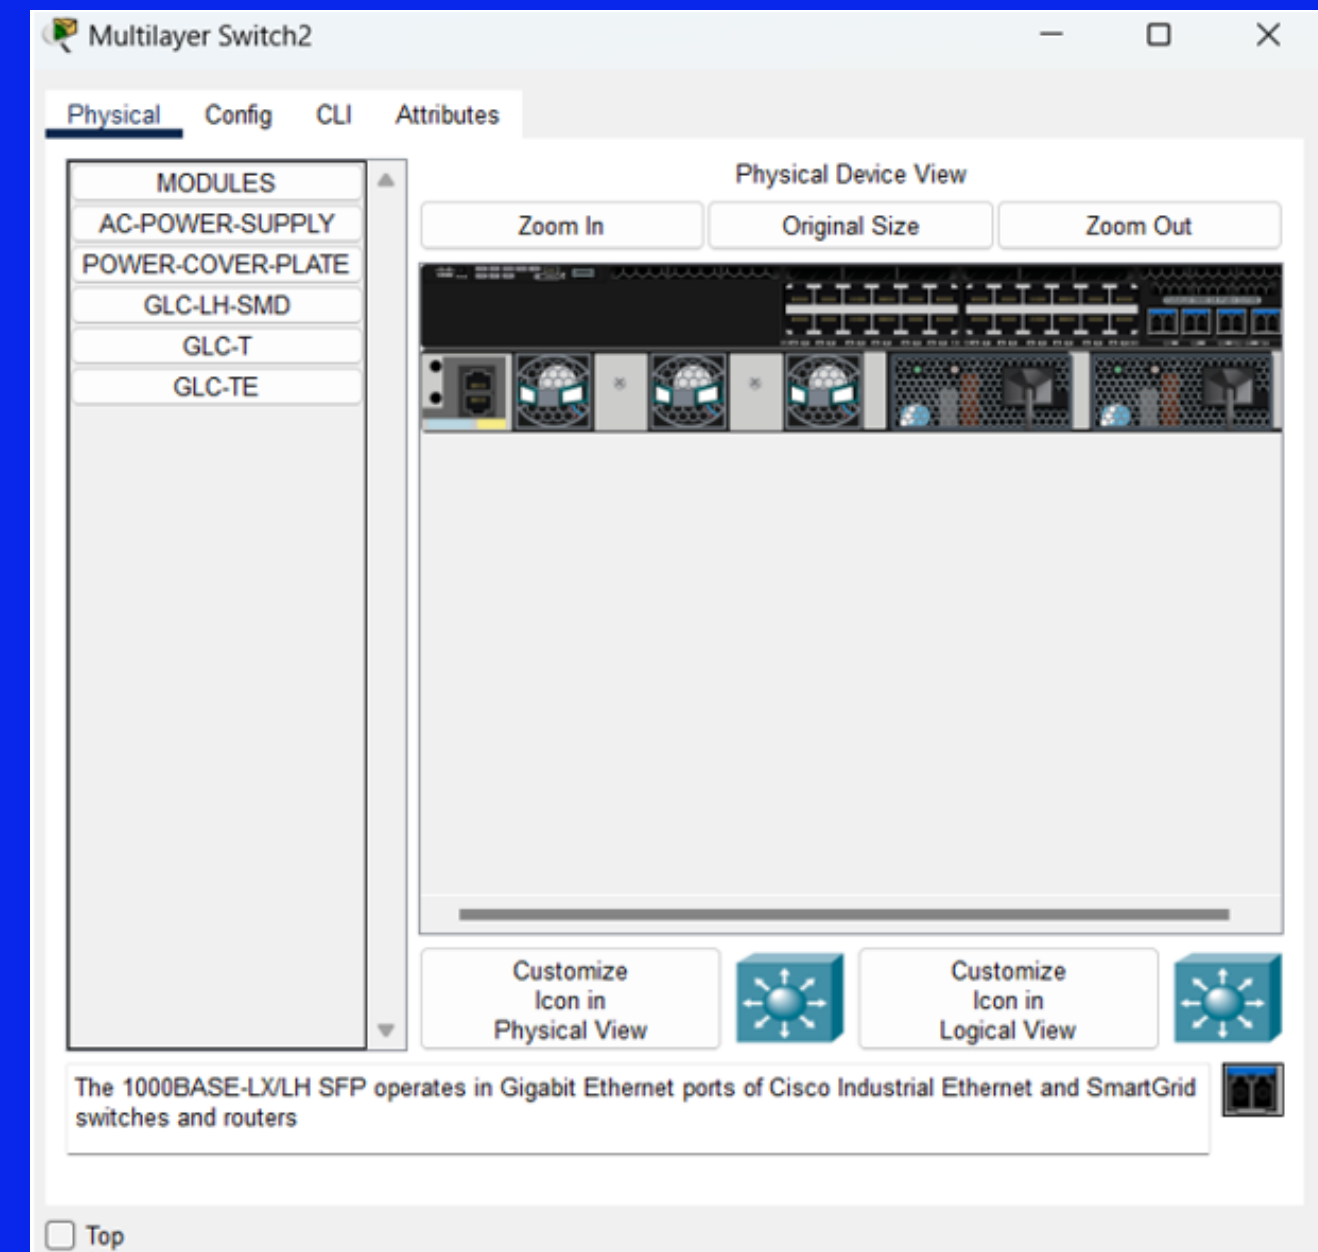 Multilayer Switch2
Physical Config CLI Attributes
MODULES
AC-POWER-SUPPLY
POWER-COVER-PLATE
GLC-LH-SMD
GLC-T
GLC-TE
Physical Device View
Zoom In Original Size Zoom Out
Customize
Icon in
Physical View
Customize
Icon in
Logical View
The 1000BASE-LX/LH SFP operates in Gigabit Ethernet ports of Cisco Industrial Ethernet and SmartGrid
switches and routers
Top